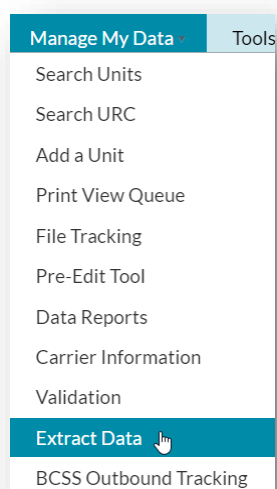 Manage My Data Tools
Search Units
Search URC
Add a Unit
Print View Queue
File Tracking
Pre-Edit Tool
Data Reports
Carrier Information
Validation
Extract Data
BCSS Outbound Tracking